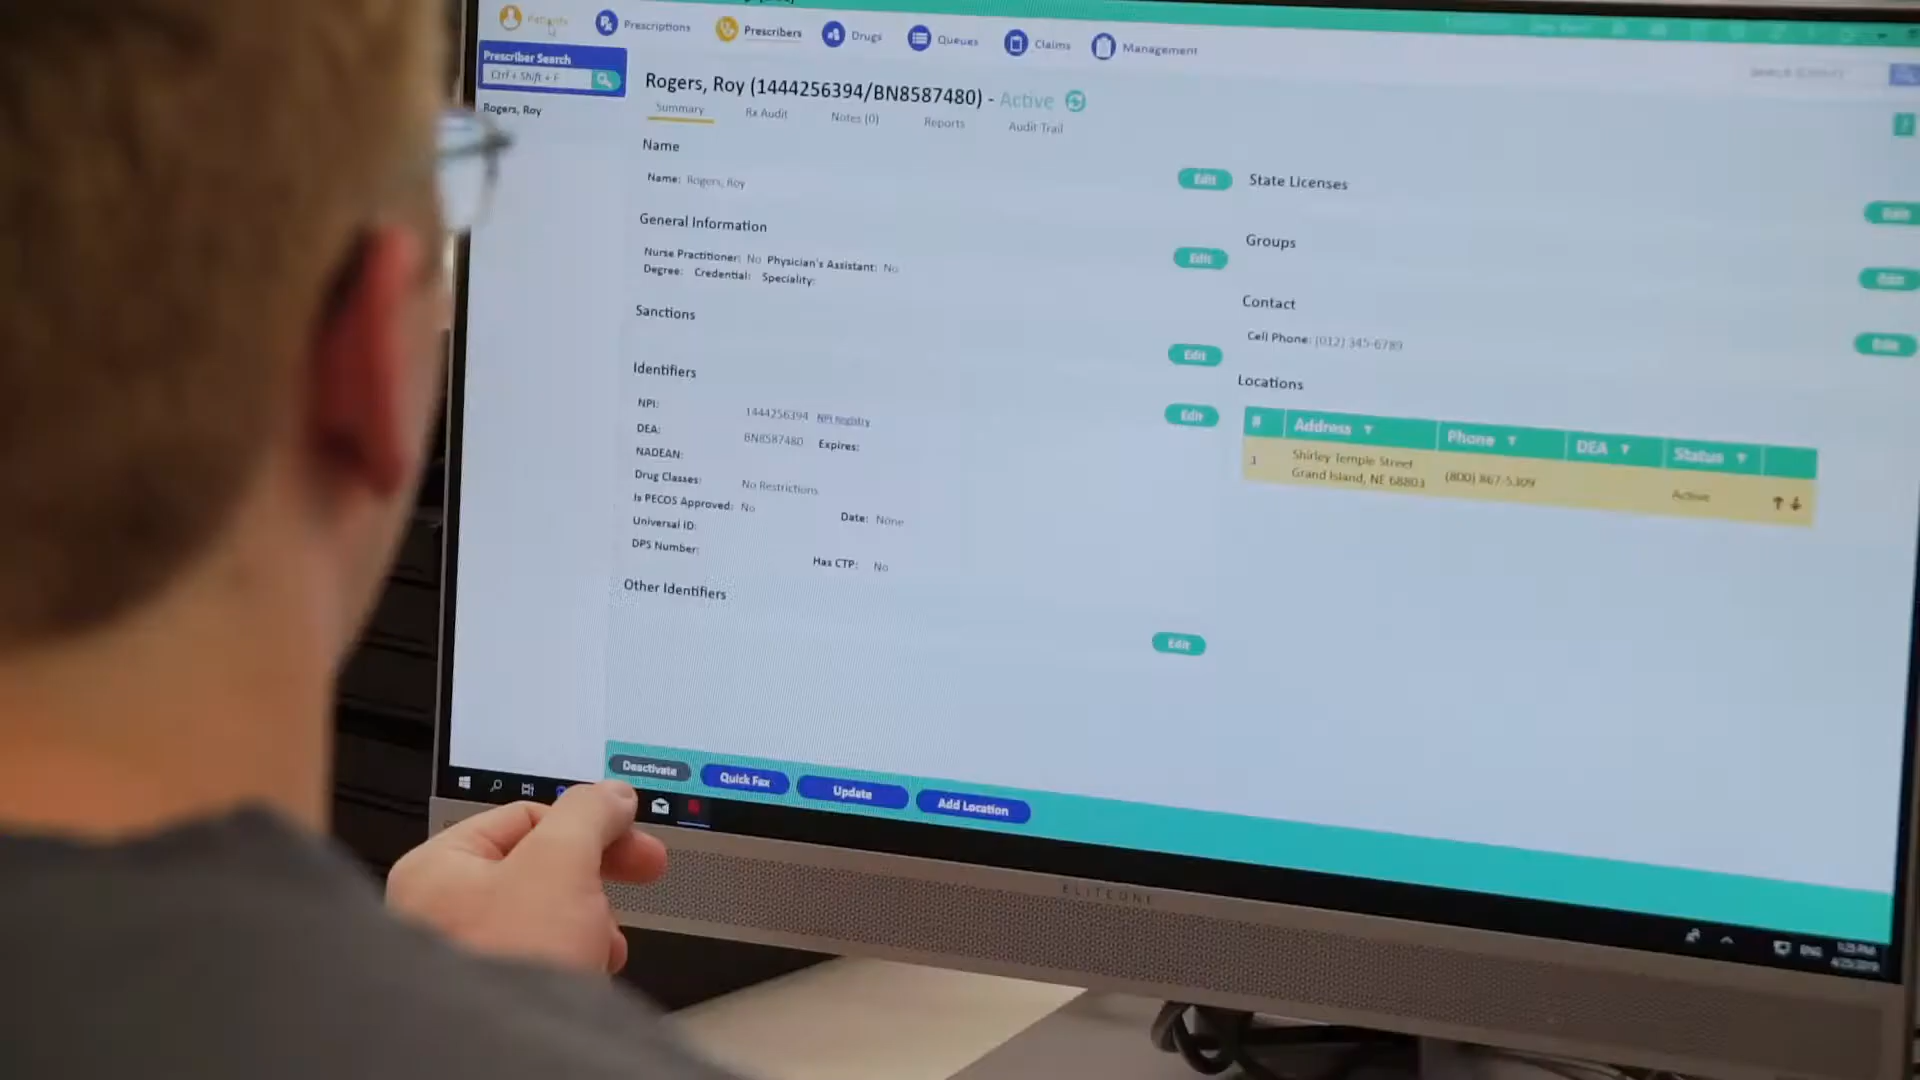 Patients Prescriptions Prescribers Drugs Queues Claims Management
Prescriber Search
Ctrl + Shift + F
Rogers, Roy
Rogers, Roy (1444256394/BN8587480) - Active
Summary Rx Audit Notes (0) Reports Audit Trail
Name
Name: Rogers, Roy
Edit
General Information
Nurse Practitioner: No Physician's Assistant: No
Degree: Credential: Speciality:
Edit
Sanctions
Edit
Identifiers
NPI: 1444256394 NPI Registry
Edit
DEA: BN8587480 Expires:
NADEAN:
Drug Classes: No Restrictions
Is PECOS Approved: No Date: None
Universal ID:
DPS Number: Has CTP: No
Other Identifiers
Edit
State Licenses
Edit
Groups
Edit
Contact
Cell Phone: (012) 345-6789
Edit
Locations
# Address Phone DEA Status
1 Shirley Temple Street
Grand Island, NE 68803 (800) 867-5309 Active
Deactivate Quick Fax Update Add Location
ENG
ELITEONE